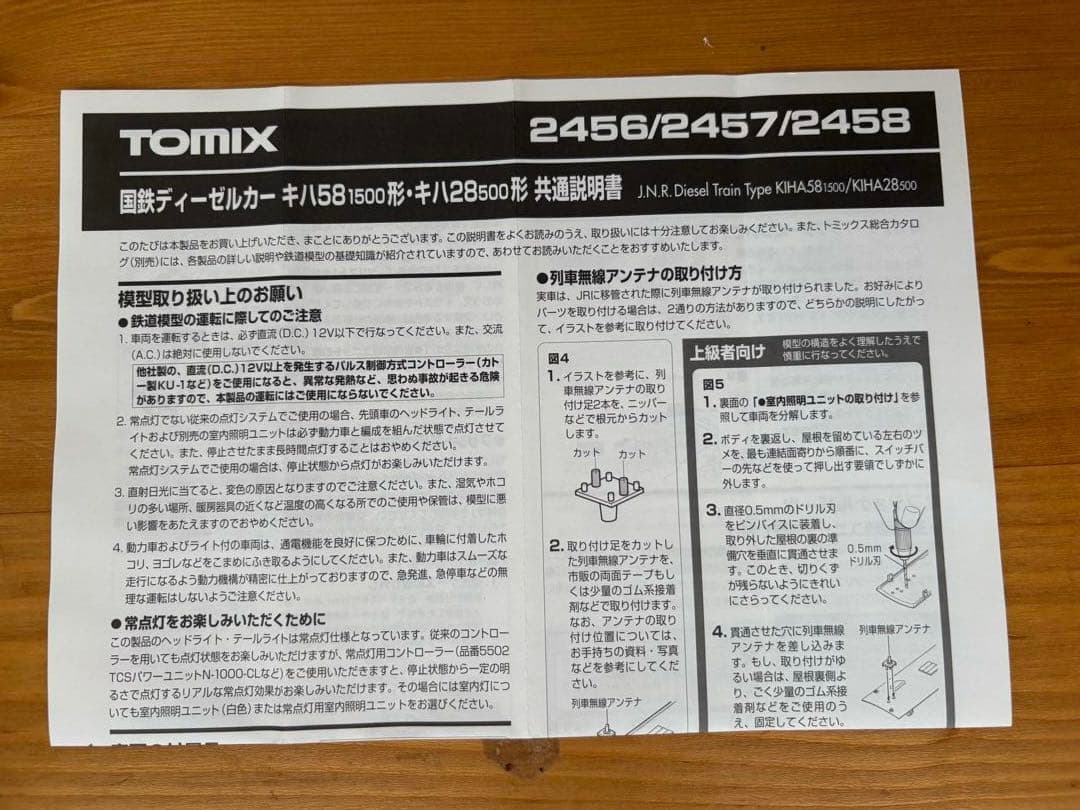 TOMIX
2456/2457/2458
国鉄ディーゼルカー キハ58 1500形・キハ28 500形 共通説明書
J.N.R. Diesel Train Type KIHA58 1500/KIHA28 500
このたびは本製品をお買い上げいただき、まことにありがとうございます。この説明書をよくお読みのうえ、取り扱いには十分注意してお楽しみください。また、トミックス総合カタロ
グ(別売)には、各製品の詳しい説明や鉄道模型の基礎知識が紹介されていますので、あわせてお読みいただくことをおすすめいたします。
模型取り扱い上のお願い
●鉄道模型の運転に際してのご注意
1. 車両を運転するときは、必ず直流(D.C.)12V以下で行なってください。また、交流
(A.C.)は絶対に使用しないでください。
他社製の、直流(D.C.)12V以上を発生するパルス制御方式コントローラー(カト
ー製KU-1など)をご使用になると、異常な発熱など、思わぬ事故が起きる危険
がありますので、本製品の運転にはご使用にならないでください。
2. 常点灯でない従来の点灯システムでご使用の場合、先頭車のヘッドライト、テールラ
イトおよび別売の室内照明ユニットは必ず動力車と編成を組んだ状態で点灯させて
ください。また、停止させたまま長時間点灯することはおやめください。
常点灯システムでご使用の場合は、停止状態から点灯がお楽しみいただけます。
3. 直射日光に当てると、変色の原因となりますのでご注意ください。また、湿気やホコ
リの多い場所、暖房器具の近くなど温度の高くなる所でのご使用や保管は、模型に悪
い影響をあたえますのでおやめください。
4. 動力車およびライト付の車両は、通電機能を良好に保つために、車輪に付着したホ
コリ、ヨゴレなどをこまめにふき取るようにしてください。また、動力車はスムーズな
走行になるよう動力機構が精密に仕上がっておりますので、急発進、急停車などの無
理な運転はしないようご注意ください。
●常点灯をお楽しみいただくために
この製品のヘッドライト・テールライトは常点灯仕様となっています。従来のコントロー
ラーを用いても点灯状態をお楽しみいただけますが、常点灯用コントローラー(品番5502
TCSパワーユニットN-1000-CLなど)をご使用いただきますと、停止状態から一定の明
るさで点灯するリアルな常点灯効果がお楽しみいただけます。その場合には室内灯につ
いても室内照明ユニット(白色)または常点灯用室内照明ユニットをお選びください。
●列車無線アンテナの取り付け方
実車は、JRに移管された際に列車無線アンテナが取り付けられました。お好みにより
パーツを取り付ける場合は、2通りの方法がありますので、どちらかの説明にしたがっ
て、イラストを参考に取り付けてください。
図4
1. イラストを参考に、列
車無線アンテナの取り
付け足2本を、ニッパー
などで根元からカット
します。
カット カット
2. 取り付け足をカットし
た列車無線アンテナを、
市販の両面テープもし
くは少量のゴム系接着
剤などで取り付けます。
なお、アンテナの取り
付け位置については、
お手持ちの資料・写真
などを参考にしてくだ
さい。
列車無線アンテナ
上級者向け
模型の構造をよく理解したうえで
慎重に行なってください。
図5
1. 裏面の「●室内照明ユニットの取り付け」を参
照して車両を分解します。
2. ボディを裏返し、屋根を留めている左右のツ
メを、最も連結面寄りから順番に、スイッチバ
ーの先などを使って押し出す要領でしずかに
外します。
3. 直径0.5mmのドリル刃
をピンバイスに装着し、
取り外した屋根の裏の準
備穴を垂直に貫通させま
す。このとき、切りくず
が残らないようにきれい
にさらってください。
0.5mm
ドリル刃
4. 貫通させた穴に列車無線
アンテナを差し込みま
す。もし、取り付けがゆ
るい場合は、屋根裏側よ
り、ごく少量のゴム系接
着剤などをご使用のう
え、固定してください。
列車無線アンテナ